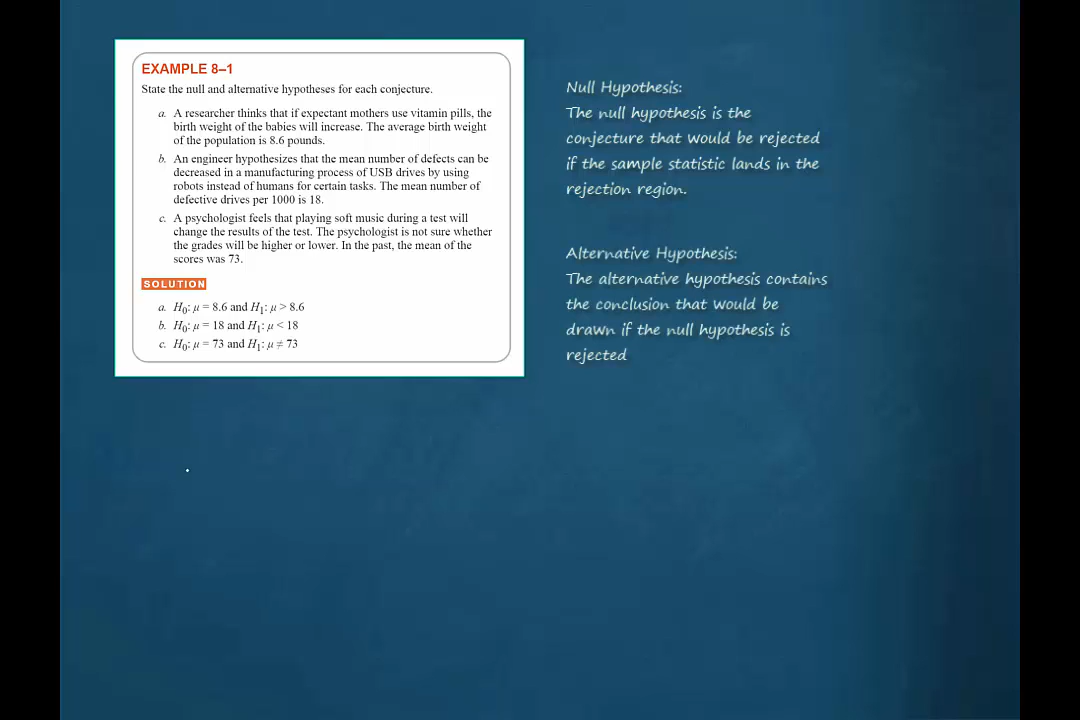 EXAMPLE 8–1
State the null and alternative hypotheses for each conjecture.
a. A researcher thinks that if expectant mothers use vitamin pills, the
birth weight of the babies will increase. The average birth weight
of the population is 8.6 pounds.
b. An engineer hypothesizes that the mean number of defects can be
decreased in a manufacturing process of USB drives by using
robots instead of humans for certain tasks. The mean number of
defective drives per 1000 is 18.
c. A psychologist feels that playing soft music during a test will
change the results of the test. The psychologist is not sure whether
the grades will be higher or lower. In the past, the mean of the
scores was 73.
SOLUTION
a. H₀: μ = 8.6 and H₁: μ > 8.6
b. H₀: μ = 18 and H₁: μ < 18
c. H₀: μ = 73 and H₁: μ ≠ 73
Null Hypothesis:
The null hypothesis is the
conjecture that would be rejected
if the sample statistic lands in the
rejection region.
Alternative Hypothesis:
The alternative hypothesis contains
the conclusion that would be
drawn if the null hypothesis is
rejected